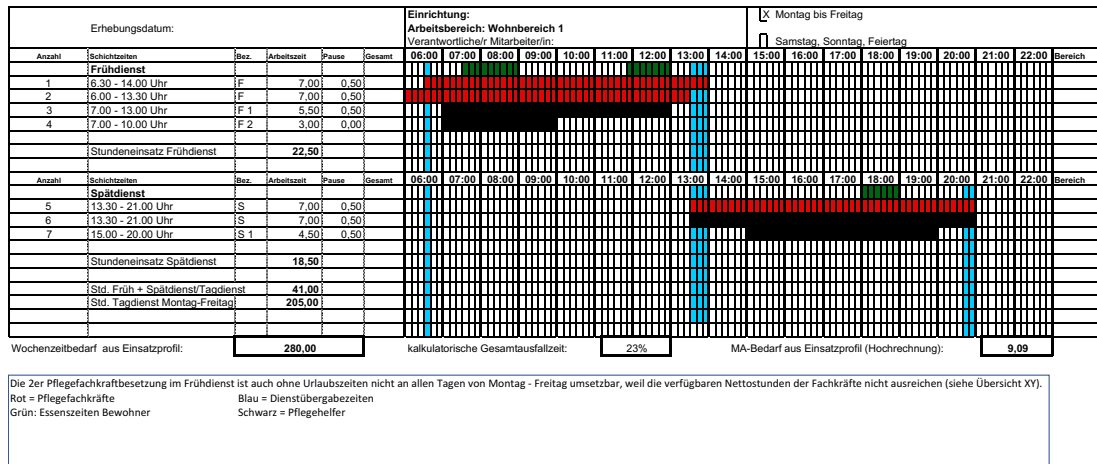 Einrichtung:
Erhebungsdatum:
Arbeitsbereich: Wohnbereich 1
Verantwortliche/r Mitarbeiter/in:
X Montag bis Freitag
Samstag, Sonntag, Feiertag
Anzahl Schichtzeiten Bez. Arbeitszeit Pause Gesamt 06:00 07:00 08:00 09:00 10:00 11:00 12:00 13:00 14:00 15:00 16:00 17:00 18:00 19:00 20:00 21:00 22:00 Bereich
Frühdienst
1 6.30 - 14.00 Uhr F 7,00 0,50
2 6.00 - 13.30 Uhr F 7,00 0,50
3 7.00 - 13.00 Uhr F 1 5,50 0,50
4 7.00 - 10.00 Uhr F 2 3,00 0,00
Stundeneinsatz Frühdienst 22,50
Anzahl Schichtzeiten Bez. Arbeitszeit Pause Gesamt 06:00 07:00 08:00 09:00 10:00 11:00 12:00 13:00 14:00 15:00 16:00 17:00 18:00 19:00 20:00 21:00 22:00 Bereich
Spätdienst
5 13.30 - 21.00 Uhr S 7,00 0,50
6 13.30 - 21.00 Uhr S 7,00 0,50
7 15.00 - 20.00 Uhr S 1 4,50 0,50
Stundeneinsatz Spätdienst 18,50
Std. Früh + Spätdienst/Tagdienst 41,00
Std. Tagdienst Montag-Freitag 205,00
Wochenzeitbedarf aus Einsatzprofil: 280,00 kalkulatorische Gesamtausfallzeit: 23% MA-Bedarf aus Einsatzprofil (Hochrechnung): 9,09
Die 2er Pflegefachkraftbesetzung im Frühdienst ist auch ohne Urlaubszeiten nicht an allen Tagen von Montag - Freitag umsetzbar, weil die verfügbaren Nettostunden der Fachkräfte nicht ausreichen (siehe Übersicht XY).
Rot = Pflegefachkräfte Blau = Dienstübergabezeiten
Grün: Essenszeiten Bewohner Schwarz = Pflegehelfer